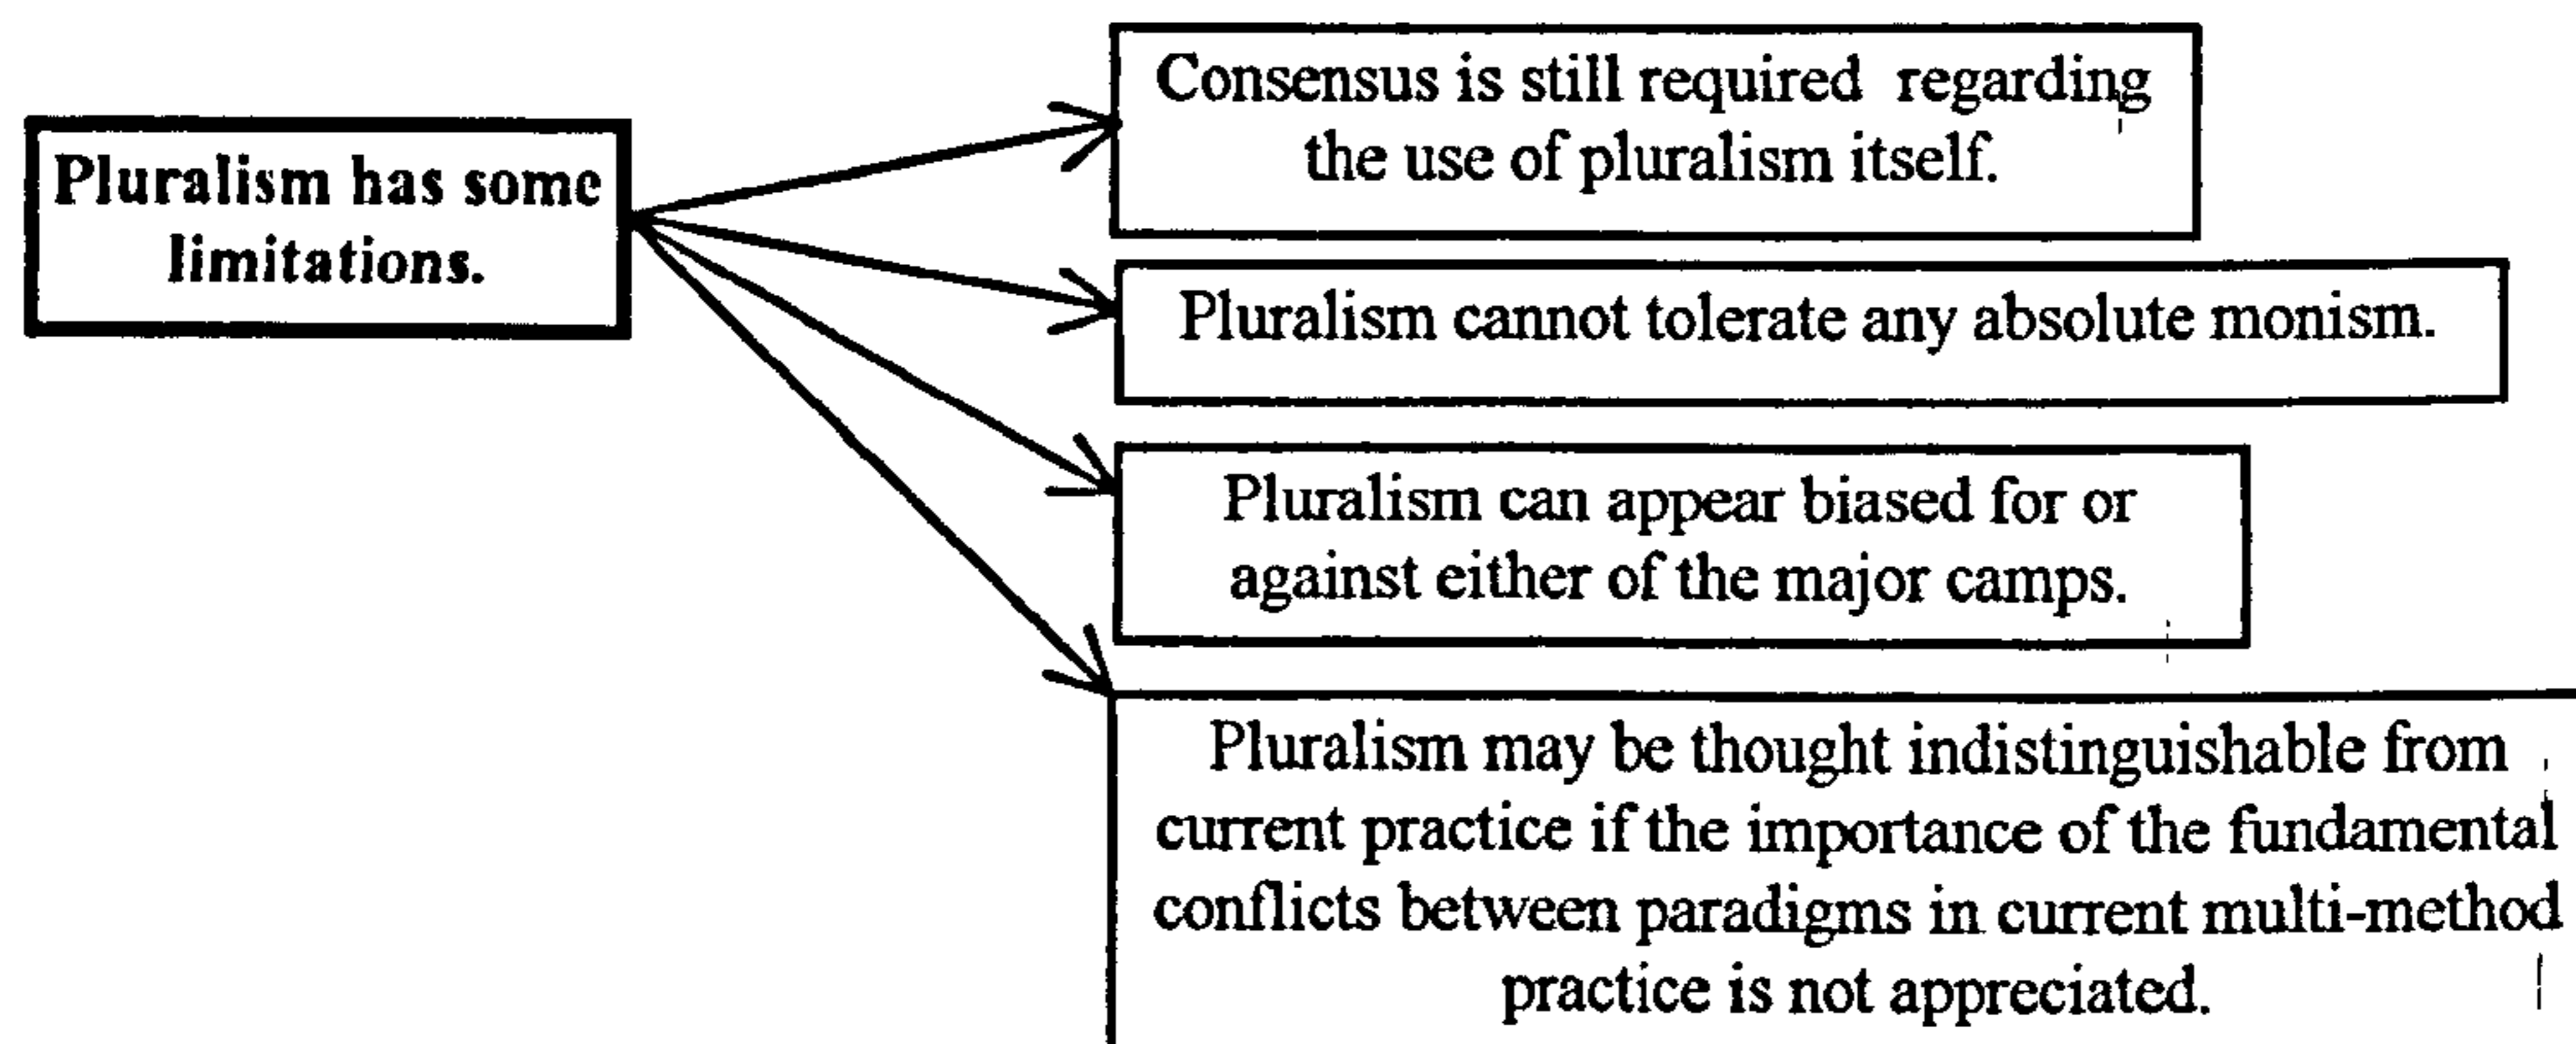 Pluralism has some
limitations.
Consensus is still required regarding
the use of pluralism itself.
Pluralism cannot tolerate any absolute monism.
Pluralism can appear biased for or
against either of the major camps.
Pluralism may be thought indistinguishable from
current practice if the importance of the fundamental
conflicts between paradigms in current multi-method
practice is not appreciated.